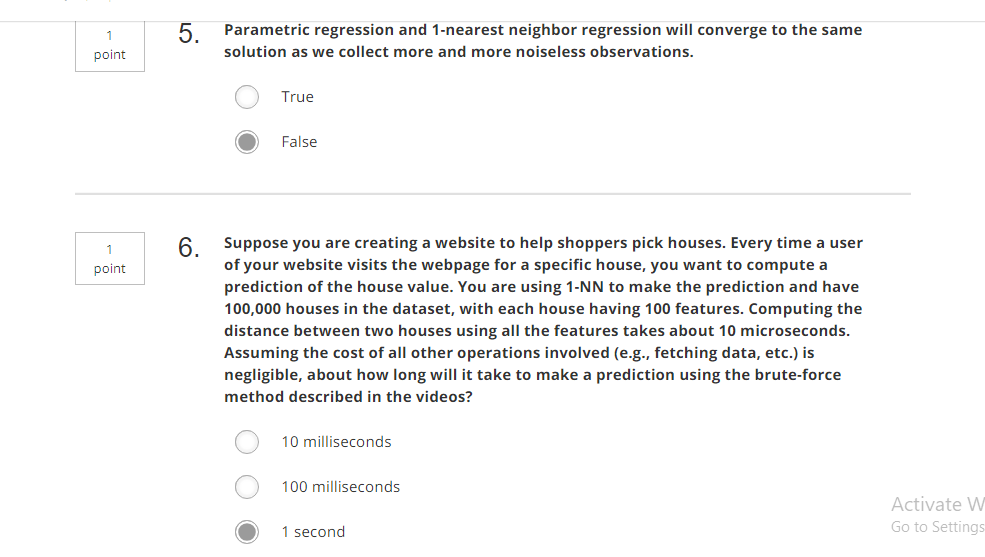 1
point
5.
Parametric regression and 1-nearest neighbor regression will converge to the same
solution as we collect more and more noiseless observations.
True
False
1
point
6.
Suppose you are creating a website to help shoppers pick houses. Every time a user
of your website visits the webpage for a specific house, you want to compute a
prediction of the house value. You are using 1-NN to make the prediction and have
100,000 houses in the dataset, with each house having 100 features. Computing the
distance between two houses using all the features takes about 10 microseconds.
Assuming the cost of all other operations involved (e.g., fetching data, etc.) is
negligible, about how long will it take to make a prediction using the brute-force
method described in the videos?
10 milliseconds
100 milliseconds
1 second
Activate W
Go to Settings